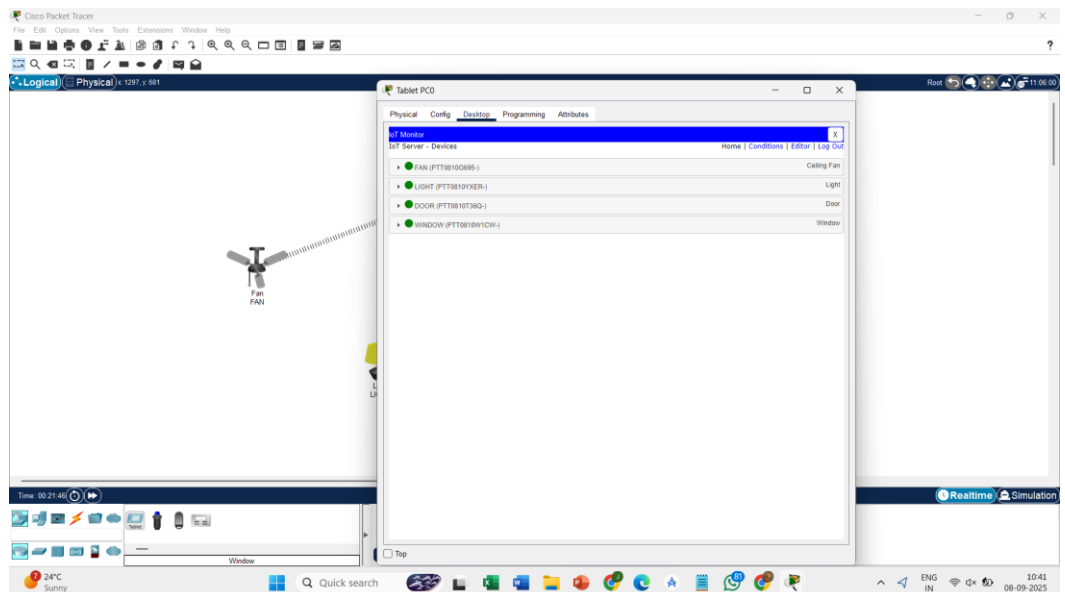 Cisco Packet Tracer
File Edit Options View Tools Extensions Window Help
?
Logical Physical x: 1297, y: 681
Root 11:06:00
Tablet PC0
Physical Config Desktop Programming Attributes
IoT Monitor X
IoT Server - Devices Home | Conditions | Editor | Log Out
FAN (PTT0810G695-) Ceiling Fan
LIGHT (PTT0810YXER-) Light
DOOR (PTT0810T36Q-) Door
WINDOW (PTT0810W1CW-) Window
Fan
FAN
Time: 00:21:46
Realtime Simulation
Tablet
Window
Top
7 24°C
Sunny
Quick search
81
ENG
IN
10:41
08-09-2025